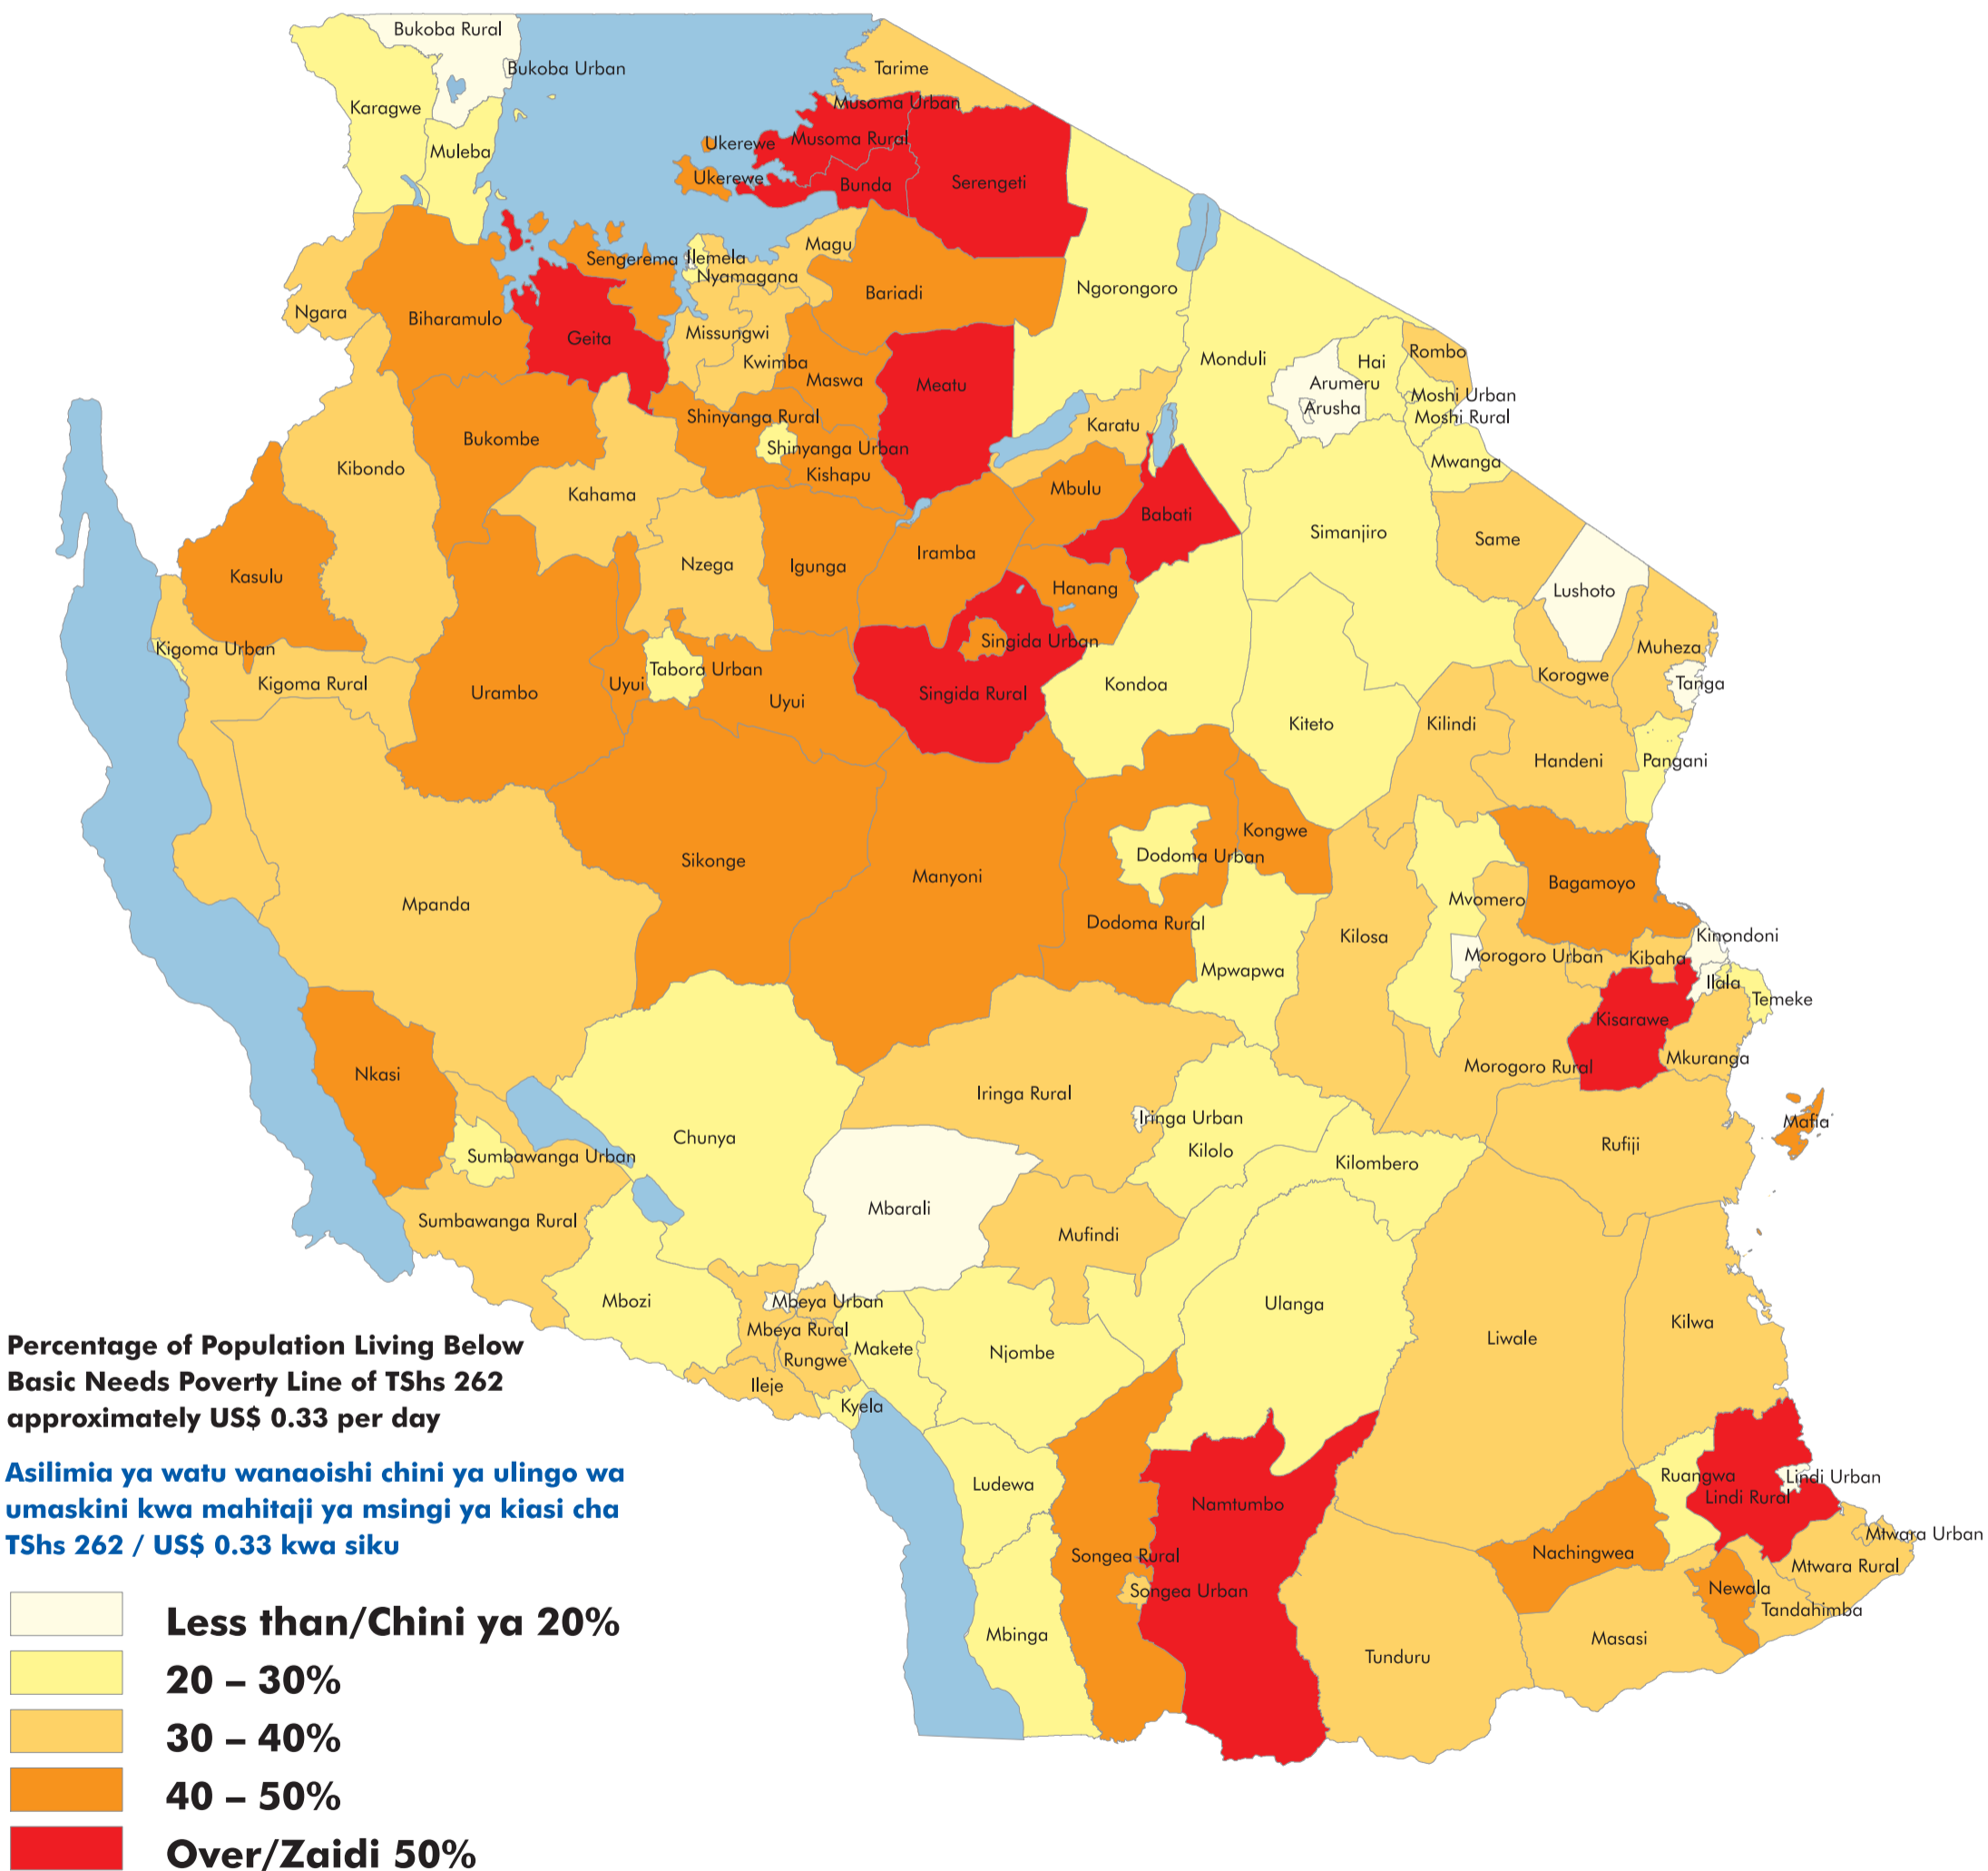 Bukoba Rural
Bukoba Urban
Tarime
Karagwe
Musoma Urban
Musoma Rural
Ukerewe
Muleba
Ukerewe
Bunda
Serengeti
Magu
Sengerema
Ilemela
Nyamagana
Ngorongoro
Bariadi
Ngara
Biharamulo
Geita
Missungwi
Kwimba
Monduli
Hai
Rombo
Maswa
Meatu
Arumeru
Moshi Urban
Arusha
Moshi Rural
Shinyanga Rural
Karatu
Bukombe
Shinyanga Urban
Kibondo
Mwanga
Kishapu
Kahama
Mbulu
Babati
Simanjiro
Same
Iramba
Nzega
Igunga
Kasulu
Hanang
Lushoto
Kigoma Urban
Singida Urban
Muheza
Tabora Urban
Korogwe
Kigoma Rural
Uyui
Kondoa
Tanga
Urambo
Singida Rural
Uyui
Kiteto
Kilindi
Handeni
Pangani
Kongwe
Sikonge
Dodoma Urban
Manyoni
Bagamoyo
Mpanda
Mvomero
Dodoma Rural
Kilosa
Kinondoni
Morogoro Urban
Kibaha
Mpwapwa
Ilala
Temeke
Kisarawe
Mkuranga
Nkasi
Morogoro Rural
Iringa Rural
Iringa Urban
Mafia
Chunya
Rufiji
Kilolo
Sumbawanga Urban
Kilombero
Mbarali
Sumbawanga Rural
Mufindi
Mbozi
Mbeya Urban
Ulanga
Kilwa
Mbeya Rural
Liwale
Makete
Njombe
Rungwe
Ileje
Kyela
Percentage of Population Living Below
Basic Needs Poverty Line of TShs 262
approximately US$ 0.33 per day
Asilimia ya watu wanaoishi chini ya ulingo wa
umaskini kwa mahitaji ya msingi ya kiasi cha
TShs 262 / US$ 0.33 kwa siku
Ruangwa
Lindi Urban
Ludewa
Lindi Rural
Namtumbo
Mtwara Urban
Nachingwea
Songea Rural
Mtwara Rural
Newala
Songea Urban
Tandahimba
Mbinga
Masasi
Tunduru
Less than/Chini ya 20%
20 – 30%
30 – 40%
40 – 50%
Over/Zaidi 50%